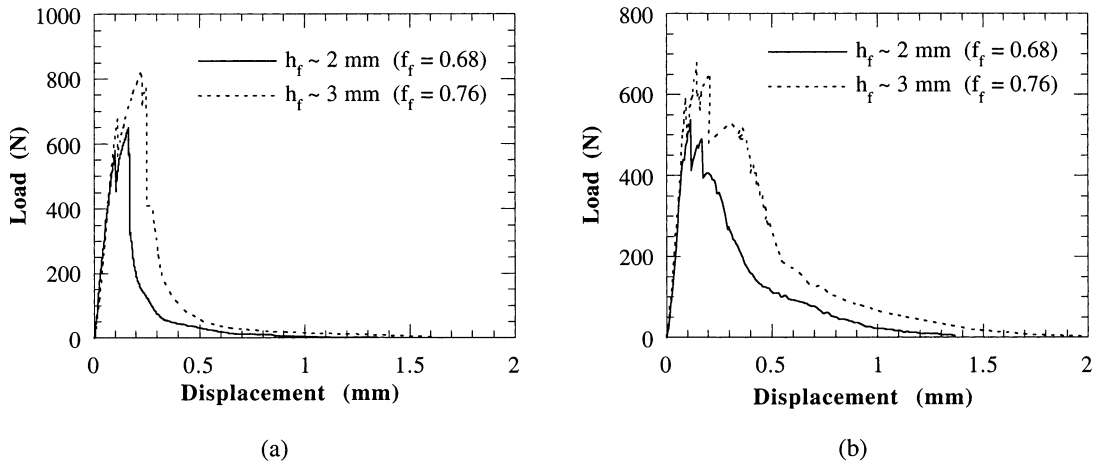 1000
800
600
400
200
0
Load (N)
h_f ~ 2 mm (f_f = 0.68)
h_f ~ 3 mm (f_f = 0.76)
0 0.5 1 1.5 2
Displacement (mm)
(a)
800
600
400
200
0
Load (N)
h_f ~ 2 mm (f_f = 0.68)
h_f ~ 3 mm (f_f = 0.76)
0 0.5 1 1.5 2
Displacement (mm)
(b)